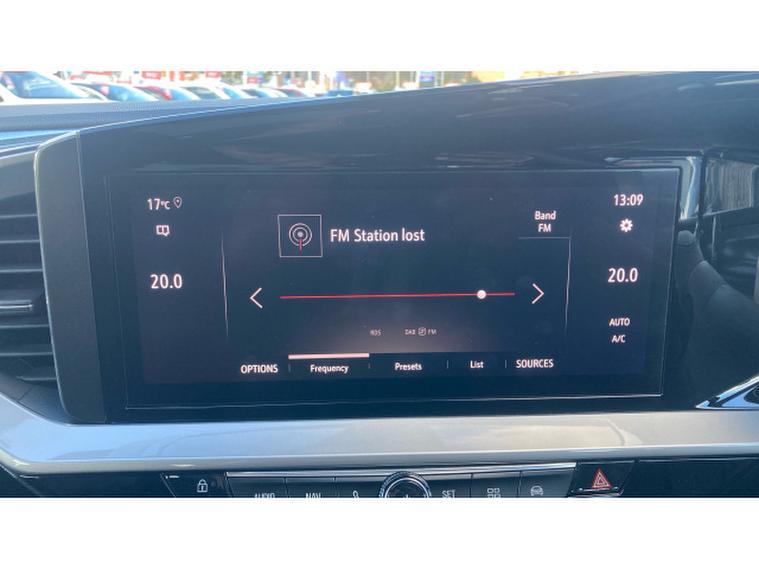 17°C
13:09
Band
FM
FM Station lost
20.0
20.0
RDS DAB FM
AUTO
A/C
OPTIONS Frequency Presets List SOURCES
AUDIO NAV SET